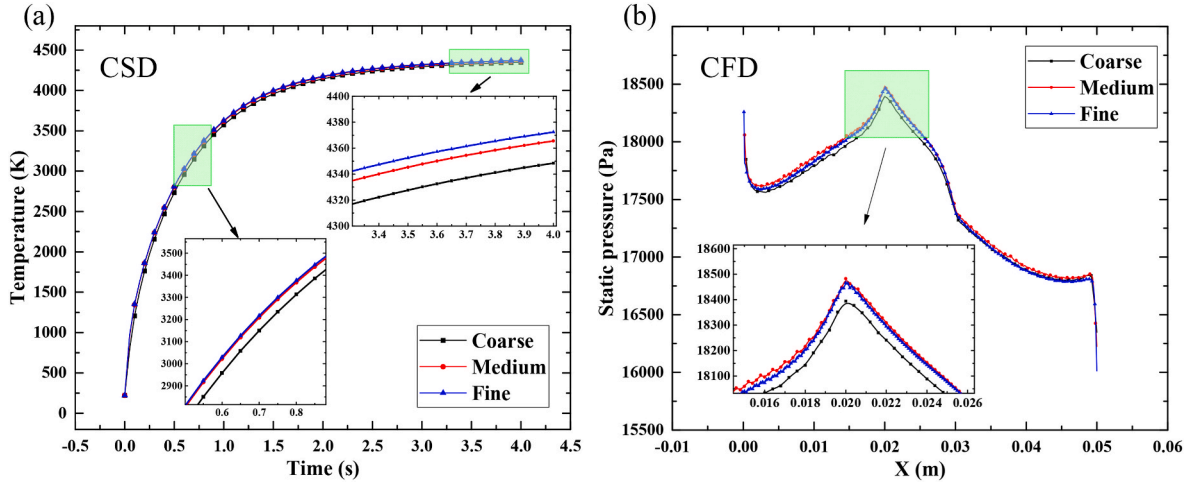 (a)
CSD
Temperature (K)
4500
4000
3500
3000
2500
2000
1500
1000
500
0
-0.5 0.0 0.5 1.0 1.5 2.0 2.5 3.0 3.5 4.0 4.5
Time (s)
4400
4380
4360
4340
4320
4300
3.4 3.5 3.6 3.7 3.8 3.9 4.0
3500
3400
3300
3200
3100
3000
2900
0.6 0.7 0.8
Coarse
Medium
Fine
(b)
CFD
Static pressure (Pa)
18500
18000
17500
17000
16500
16000
15500
-0.01 0.00 0.01 0.02 0.03 0.04 0.05 0.06
X (m)
Coarse
Medium
Fine
18600
18500
18400
18300
18200
18100
0.016 0.018 0.020 0.022 0.024 0.026